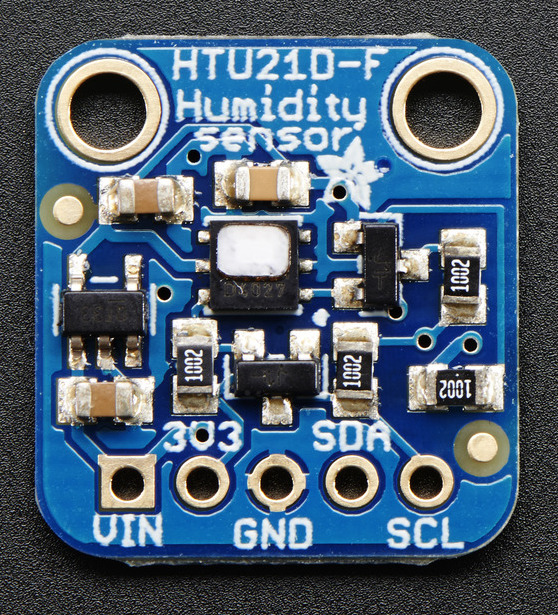 HTU21D-F
Humidity
sensor
1002
1002
1002
1002
3V3
SDA
VIN
GND
SCL